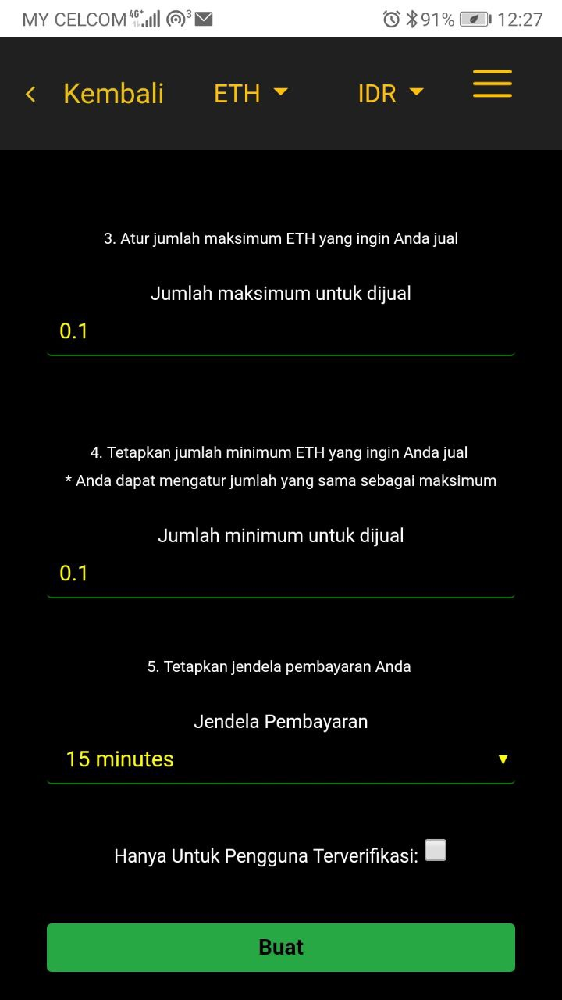 MY CELCOM 4G+ 3 91% 12:27
Kembali ETH IDR
3. Atur jumlah maksimum ETH yang ingin Anda jual
Jumlah maksimum untuk dijual
0.1
4. Tetapkan jumlah minimum ETH yang ingin Anda jual
* Anda dapat mengatur jumlah yang sama sebagai maksimum
Jumlah minimum untuk dijual
0.1
5. Tetapkan jendela pembayaran Anda
Jendela Pembayaran
15 minutes
Hanya Untuk Pengguna Terverifikasi:
Buat